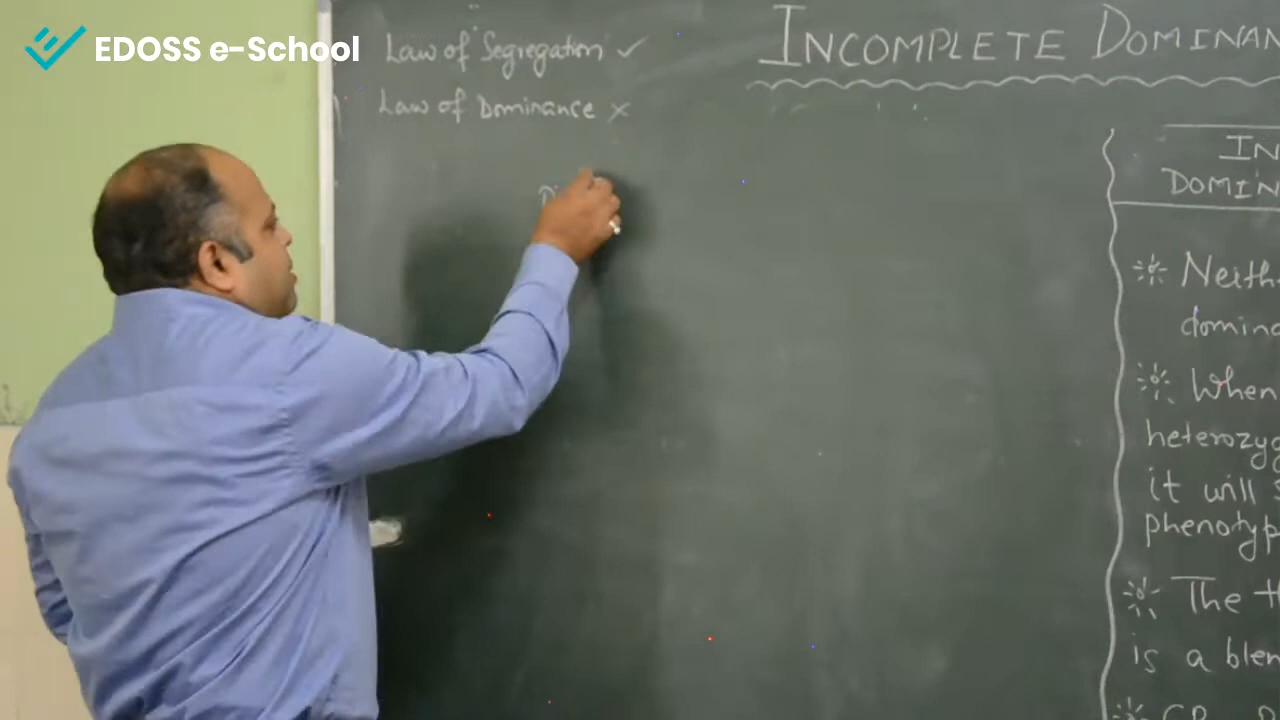 EDOSS e-School
Law of Segregation ✓
Law of Dominance ×
INCOMPLETE DOMINAN
IN
DOMIN
Neith
domina
When
heterozyg
it will
phenotyp
The t
is a blen